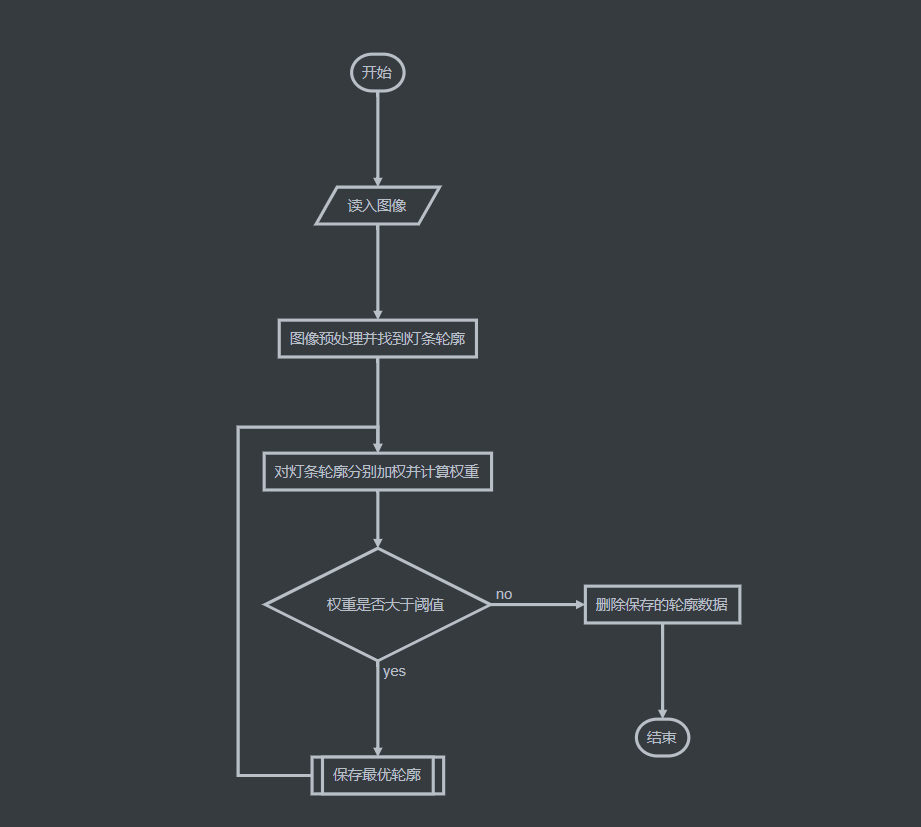 开始
读入图像
图像预处理并找到灯条轮廓
对灯条轮廓分别加权并计算权重
权重是否大于阈值
no
删除保存的轮廓数据
yes
结束
保存最优轮廓